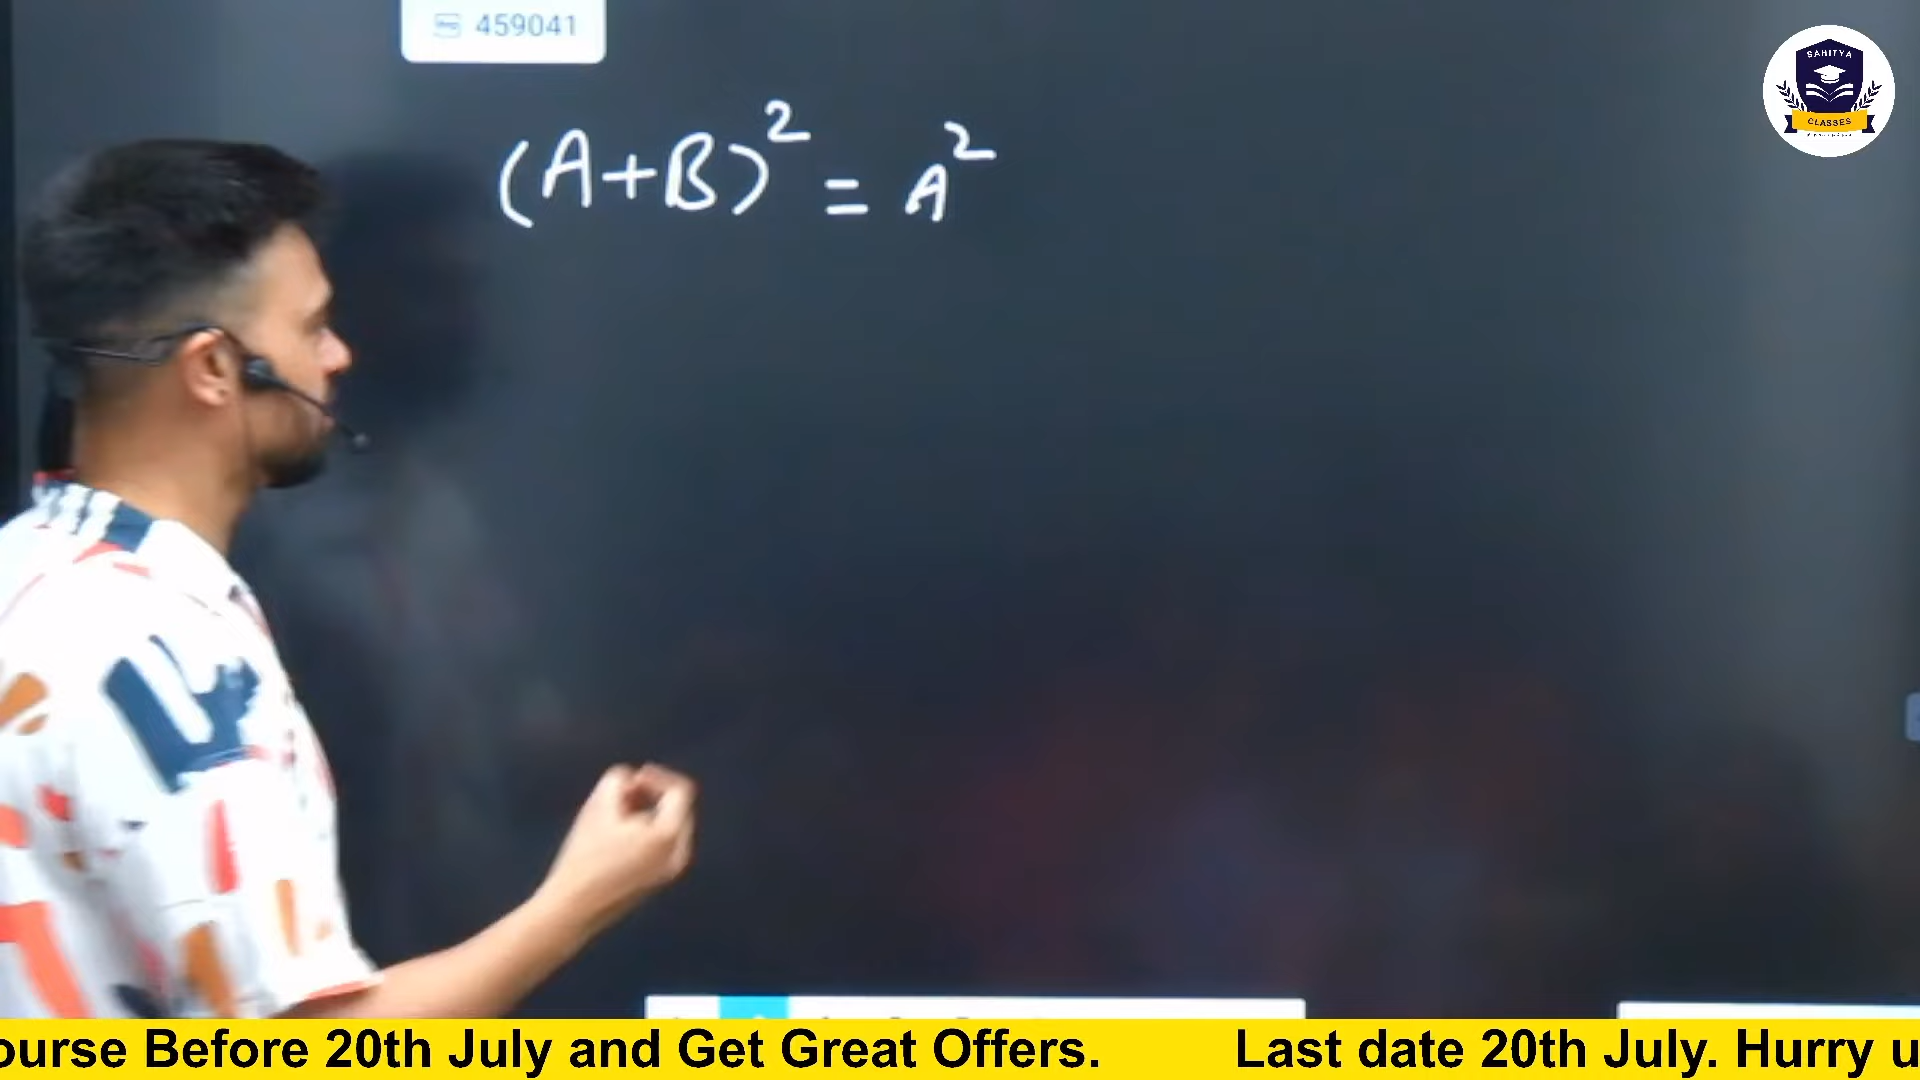 459041
SAHITYA
CLASSES
(A+B)² = A²
ourse Before 20th July and Get Great Offers. Last date 20th July. Hurry u